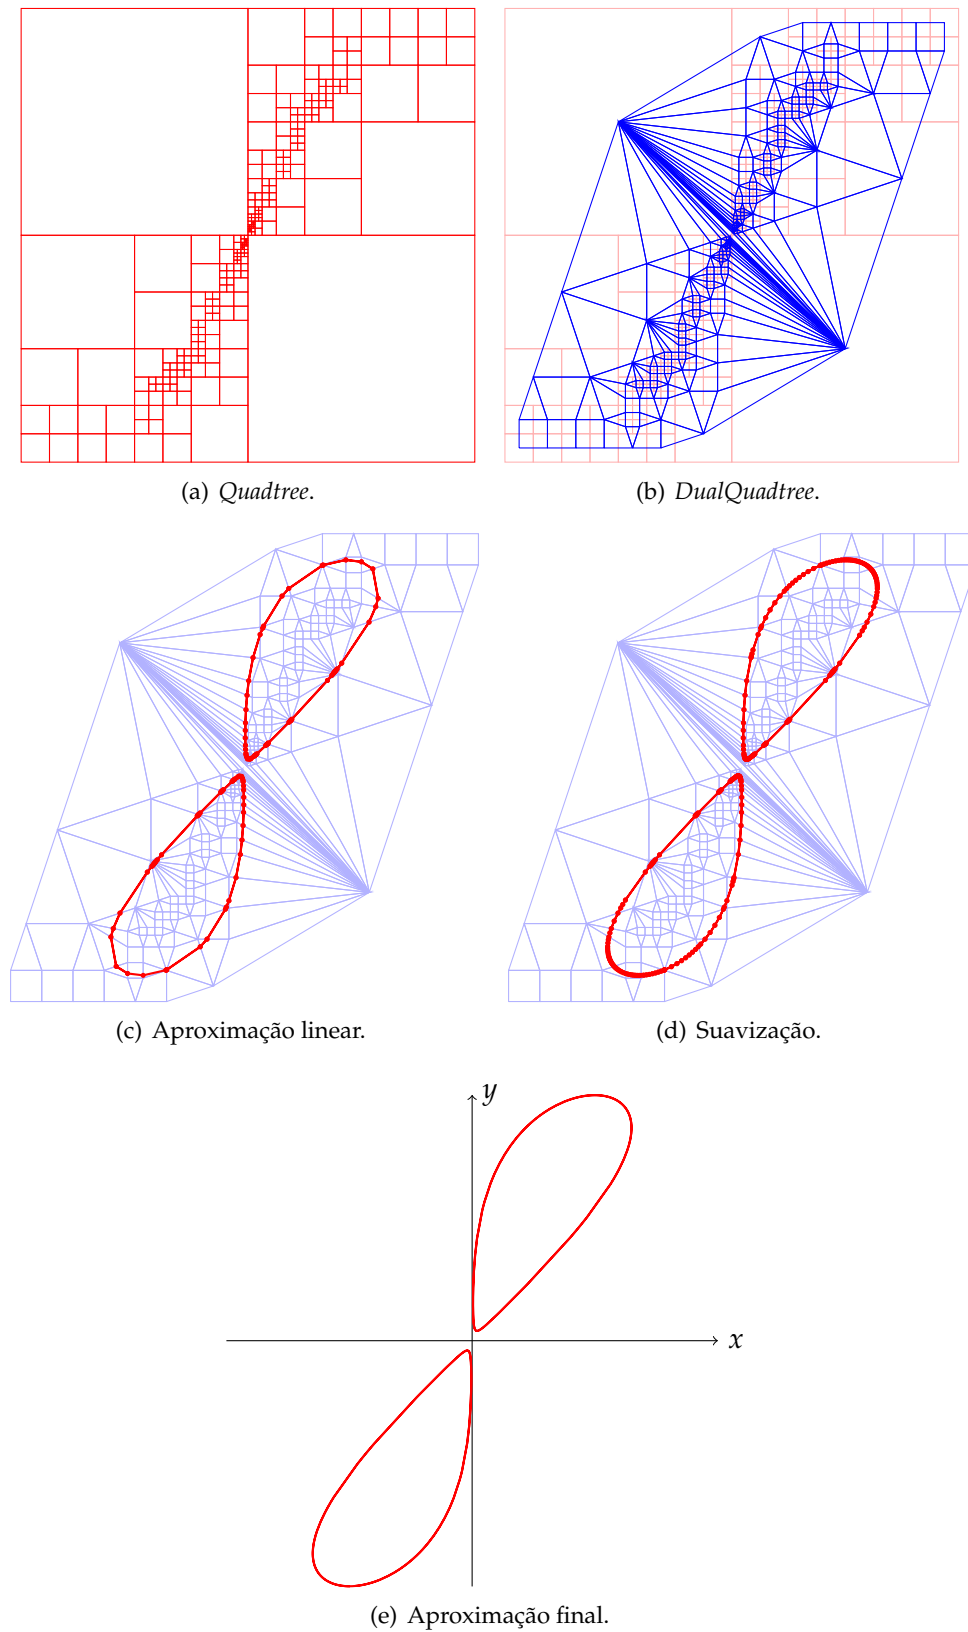 (a) Quadtree.
(b) DualQuadtree.
(c) Aproximação linear.
(d) Suavização.
y
x
(e) Aproximação final.